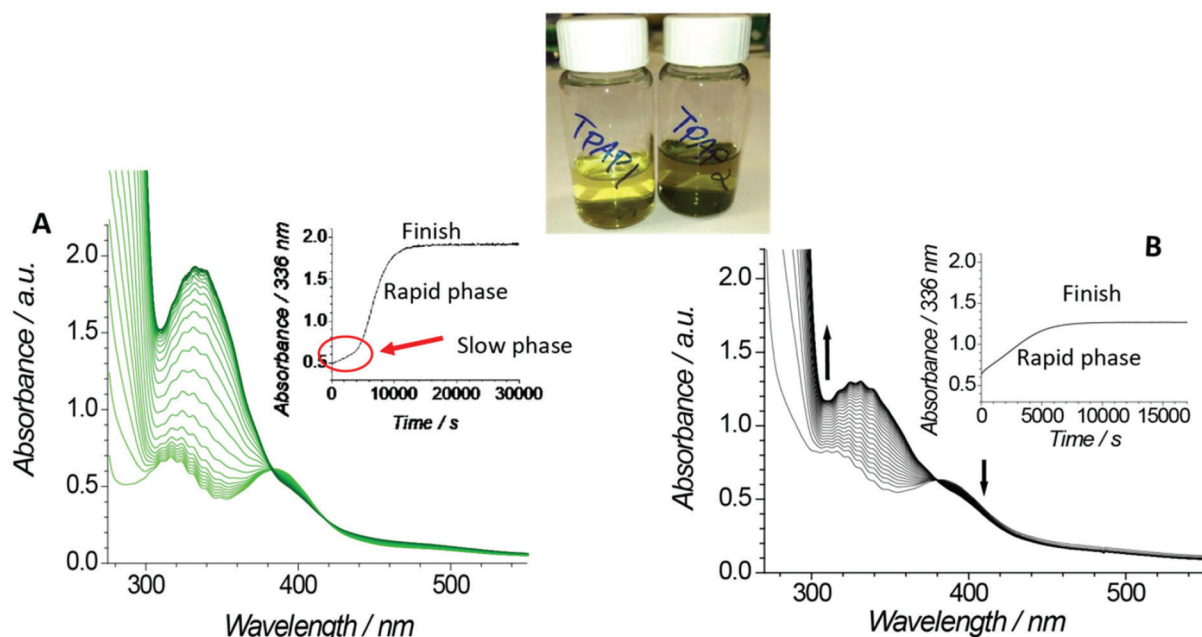 TPAP1
TPAP2
A
Absorbance / a.u.
2.0
1.5
1.0
0.5
0.0
300
400
500
Wavelength / nm
Absorbance / 336 nm
2.0
1.5
1.0
0.5
0
10000
20000
30000
Time / s
Finish
Rapid phase
Slow phase
B
Absorbance / a.u.
2.0
1.5
1.0
0.5
0.0
300
400
500
Wavelength / nm
Absorbance / 336 nm
2.0
1.5
1.0
0.5
0
5000
10000
15000
Time / s
Finish
Rapid phase